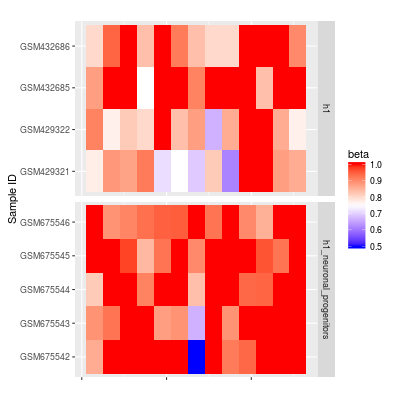 Sample ID
GSM432686
GSM432685
GSM429322
GSM429321
h1
GSM675546
GSM675545
GSM675544
GSM675543
GSM675542
h1_neuronal_progenitors
beta
1.0
0.9
0.8
0.7
0.6
0.5